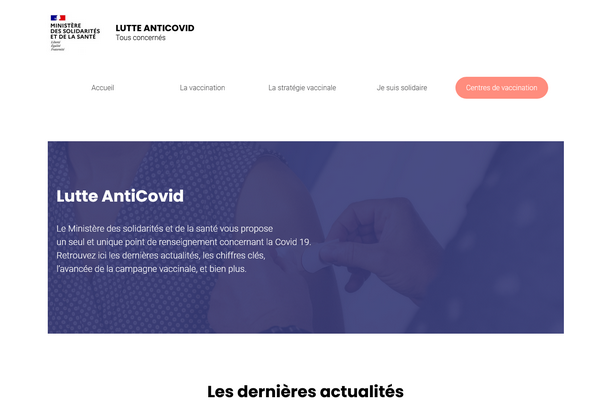 MINISTÈRE
DES SOLIDARITÉS
ET DE LA SANTÉ
Liberté
Égalité
Fraternité
LUTTE ANTICOVID
Tous concernés
Accueil
La vaccination
La stratégie vaccinale
Je suis solidaire
Centres de vaccination
Lutte AntiCovid
Le Ministère des solidarités et de la santé vous propose
un seul et unique point de renseignement concernant la Covid 19.
Retrouvez ici les dernières actualités, les chiffres clés,
l'avancée de la campagne vaccinale, et bien plus.
Les dernières actualités